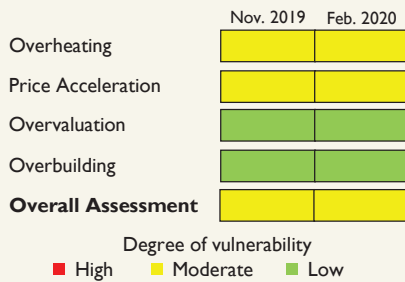 Nov. 2019 Feb. 2020
Overheating
Price Acceleration
Overvaluation
Overbuilding
Overall Assessment
Degree of vulnerability
High Moderate Low